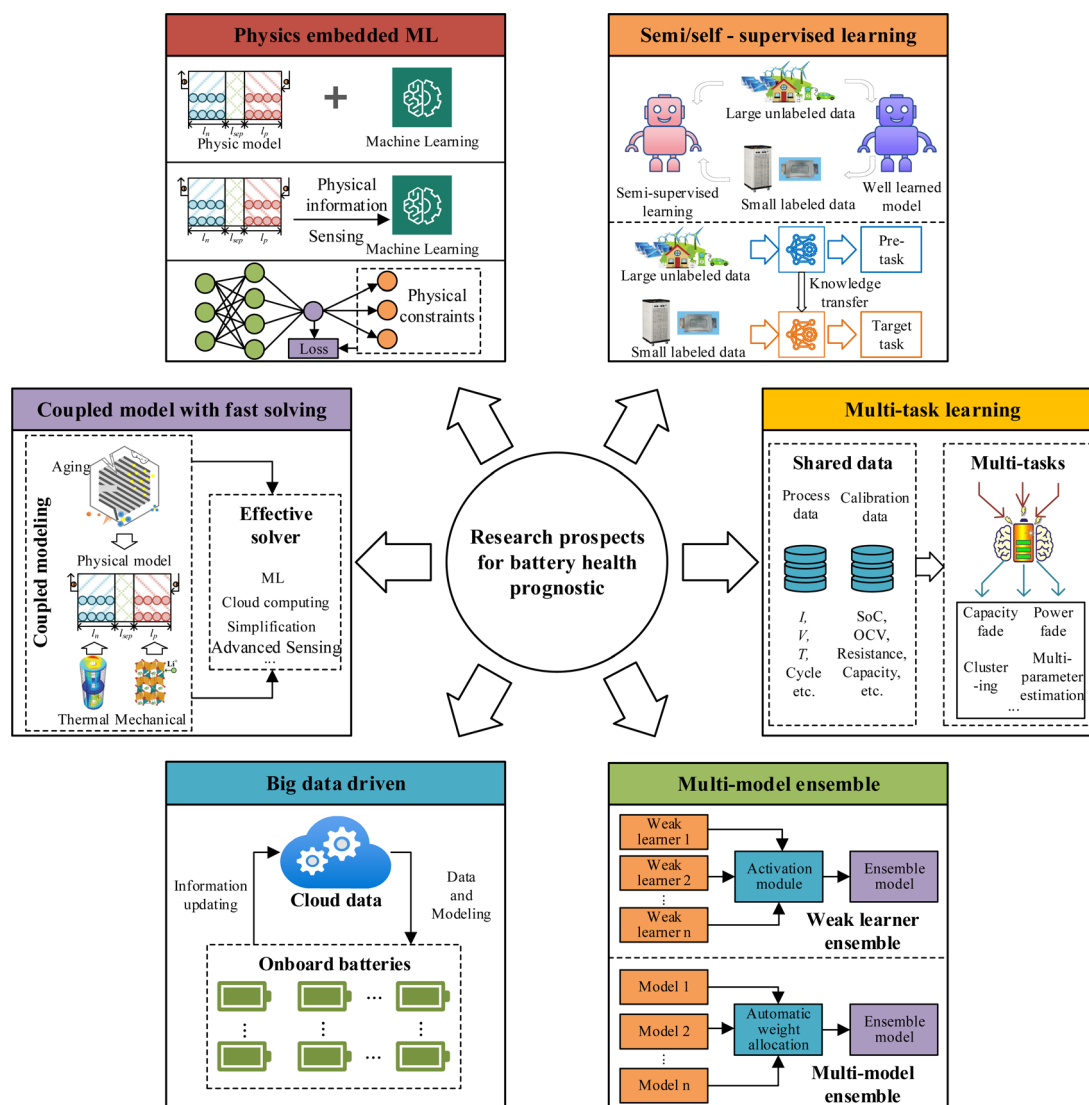 Physics embedded ML
l_n
l_sep
l_p
Physic model
+
Machine Learning
l_n
l_sep
l_p
Physical
information
Sensing
Machine Learning
Physical
constraints
Loss
Semi/self - supervised learning
Large unlabeled data
Semi-supervised
learning
Small labeled data
Well learned
model
Large unlabeled data
Pre-
task
Knowledge
transfer
Small labeled data
Target
task
Coupled model with fast solving
Coupled modeling
Aging
Physical model
l_n
l_sep
l_p
Li+
Thermal
Mechanical
Effective
solver
ML
Cloud computing
Simplification
Advanced Sensing
...
Research prospects
for battery health
prognostic
Multi-task learning
Shared data
Process
data
Calibration
data
I,
V,
T,
Cycle
etc.
SoC,
OCV,
Resistance,
Capacity,
etc.
Multi-tasks
Capacity
fade
Power
fade
Cluster
-ing
Multi-
parameter
estimation
...
Big data driven
Information
updating
Cloud data
Data
and
Modeling
Onboard batteries
...
...
Multi-model ensemble
Weak
learner 1
Weak
learner 2
...
Weak
learner n
Activation
module
Ensemble
model
Weak learner
ensemble
Model 1
Model 2
...
Model n
Automatic
weight
allocation
Ensemble
model
Multi-model
ensemble